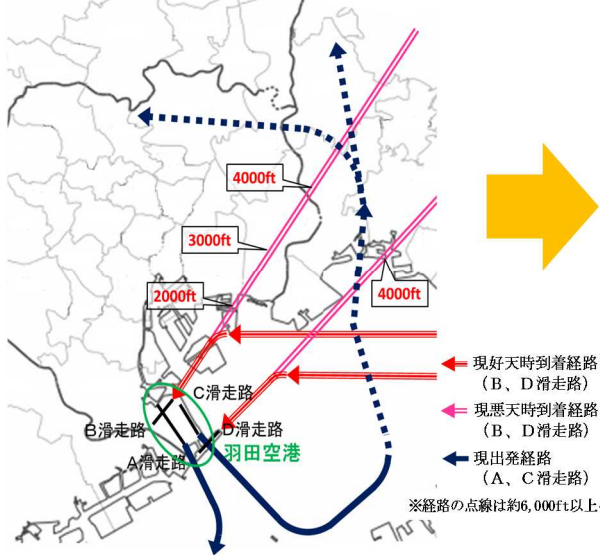 4000ft
3000ft
2000ft
4000ft
C滑走路
B滑走路
D滑走路
羽田空港
A滑走路
現好天時到着経路
(B、D滑走路)
現悪天時到着経路
(B、D滑走路)
現出発経路
(A、C滑走路)
※経路の点線は約6,000ft以上